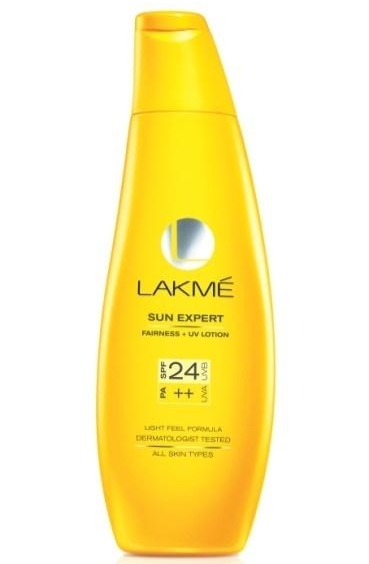 L
LAKMÉ
SUN EXPERT
FAIRNESS + UV LOTION
SPF 24 UVB
PA ++ UVA
LIGHT FEEL FORMULA
DERMATOLOGIST TESTED
ALL SKIN TYPES